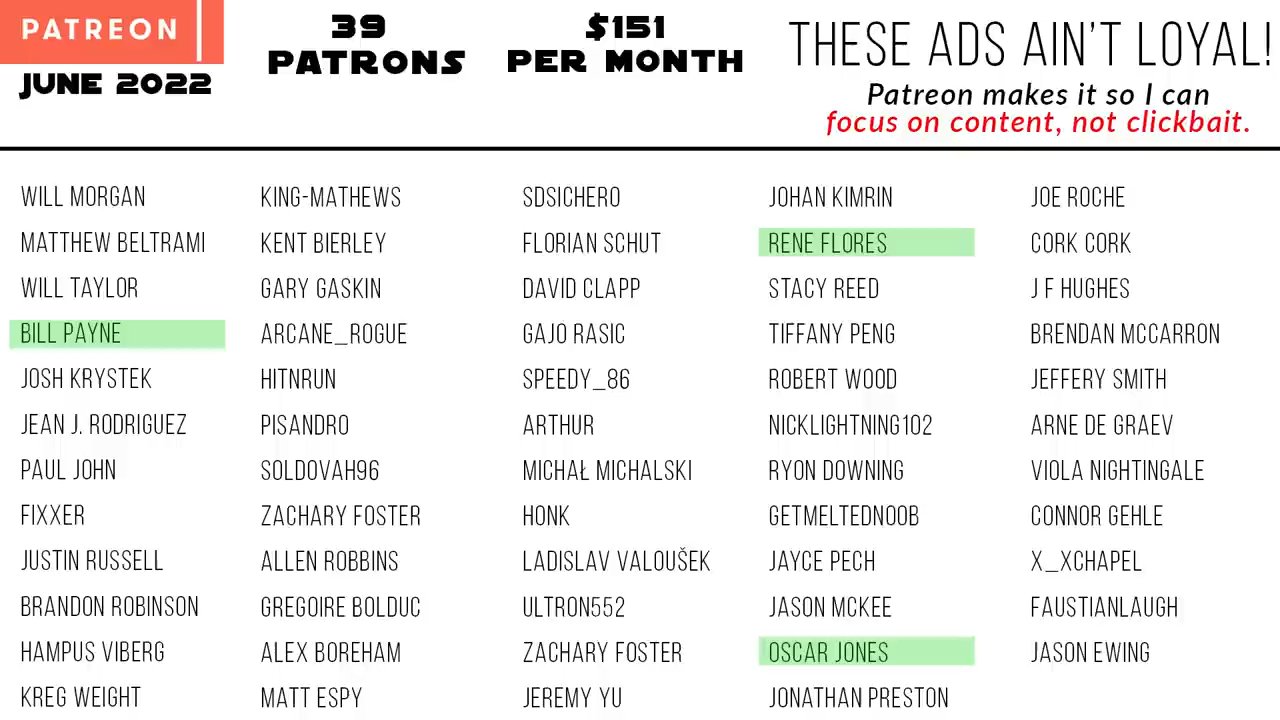 PATREON
JUNE 2022
39
PATRONS
$151
PER MONTH
THESE ADS AIN'T LOYAL!
Patreon makes it so I can
focus on content, not clickbait.
WILL MORGAN
MATTHEW BELTRAMI
WILL TAYLOR
BILL PAYNE
JOSH KRYSTEK
JEAN J. RODRIGUEZ
PAUL JOHN
FIXXER
JUSTIN RUSSELL
BRANDON ROBINSON
HAMPUS VIBERG
KREG WEIGHT
KING-MATHEWS
KENT BIERLEY
GARY GASKIN
ARCANE_ROGUE
HITNRUN
PISANDRO
SOLDOVAH96
ZACHARY FOSTER
ALLEN ROBBINS
GREGOIRE BOLDUC
ALEX BOREHAM
MATT ESPY
SDSICHERO
FLORIAN SCHUT
DAVID CLAPP
GAJO RASIC
SPEEDY_86
ARTHUR
MICHAŁ MICHALSKI
HONK
LADISLAV VALOUŠEK
ULTRON552
ZACHARY FOSTER
JEREMY YU
JOHAN KIMRIN
RENE FLORES
STACY REED
TIFFANY PENG
ROBERT WOOD
NICKLIGHTNING102
RYON DOWNING
GETMELTEDNOOB
JAYCE PECH
JASON MCKEE
OSCAR JONES
JONATHAN PRESTON
JOE ROCHE
CORK CORK
J F HUGHES
BRENDAN MCCARRON
JEFFERY SMITH
ARNE DE GRAEV
VIOLA NIGHTINGALE
CONNOR GEHLE
X_XCHAPEL
FAUSTIANLAUGH
JASON EWING